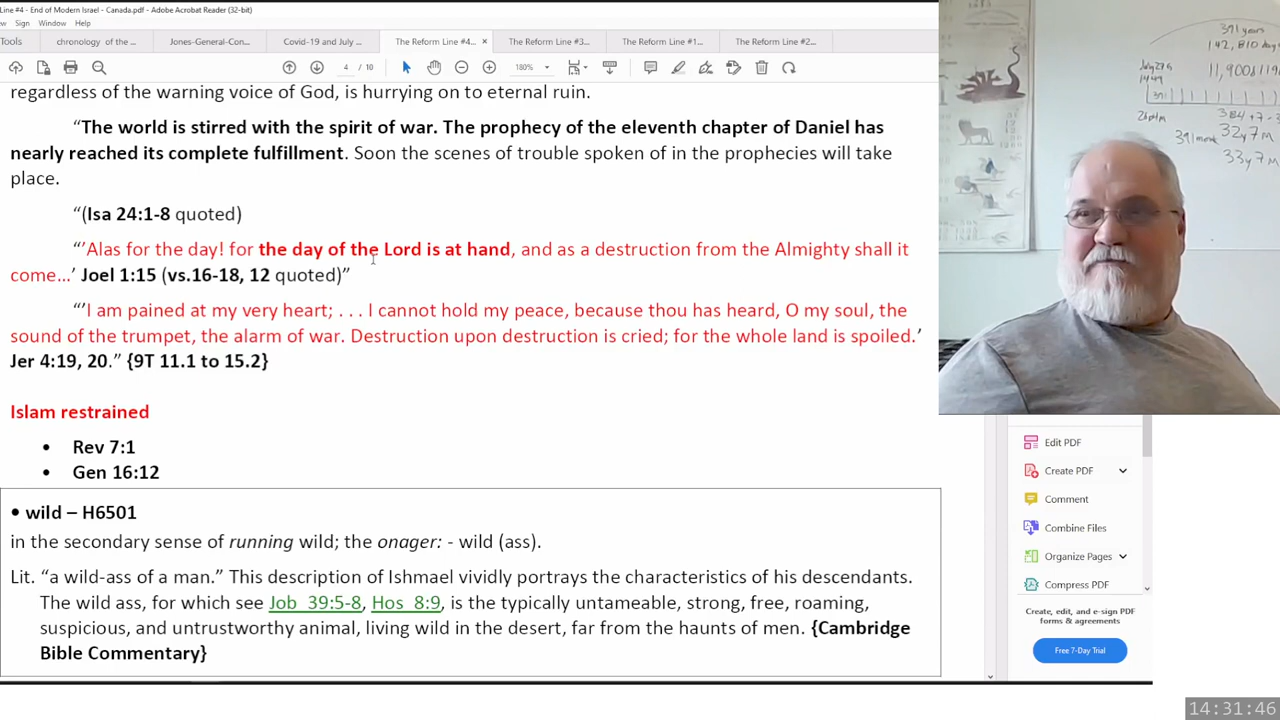 Line #4 - End of Modern Israel - Canada.pdf - Adobe Acrobat Reader (32-bit)
Sign Window Help
Tools chronology of the ... Jones-General-Con... Covid-19 and July ... The Reform Line #4... × The Reform Line #3... The Reform Line #1... The Reform Line #2...
4 / 10 180%
regardless of the warning voice of God, is hurrying on to eternal ruin.
“The world is stirred with the spirit of war. The prophecy of the eleventh chapter of Daniel has
nearly reached its complete fulfillment. Soon the scenes of trouble spoken of in the prophecies will take
place.
“(Isa 24:1-8 quoted)
“‘Alas for the day! for the day of the Lord is at hand, and as a destruction from the Almighty shall it
come…’ Joel 1:15 (vs.16-18, 12 quoted)”
“‘I am pained at my very heart; . . . I cannot hold my peace, because thou has heard, O my soul, the
sound of the trumpet, the alarm of war. Destruction upon destruction is cried; for the whole land is spoiled.’
Jer 4:19, 20.” {9T 11.1 to 15.2}
Islam restrained
• Rev 7:1
• Gen 16:12
• wild – H6501
in the secondary sense of running wild; the onager: - wild (ass).
Lit. “a wild-ass of a man.” This description of Ishmael vividly portrays the characteristics of his descendants.
The wild ass, for which see Job_39:5-8, Hos_8:9, is the typically untameable, strong, free, roaming,
suspicious, and untrustworthy animal, living wild in the desert, far from the haunts of men. {Cambridge
Bible Commentary}
391 years
142,810 day
391
Edit PDF
Create PDF
Comment
Combine Files
Organize Pages
Compress PDF
Create, edit, and e-sign PDF
forms & agreements
Free 7-Day Trial
14:31:46